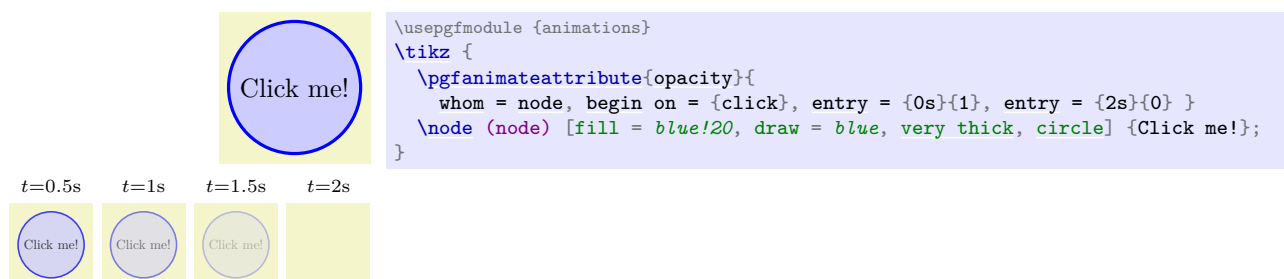 Click me!
\usepgfmodule {animations}
\tikz {
  \pgfanimateattribute{opacity}{
    whom = node, begin on = {click}, entry = {0s}{1}, entry = {2s}{0} }
  \node (node) [fill = blue!20, draw = blue, very thick, circle] {Click me!};
}
t=0.5s t=1s t=1.5s t=2s
Click me! Click me! Click me!